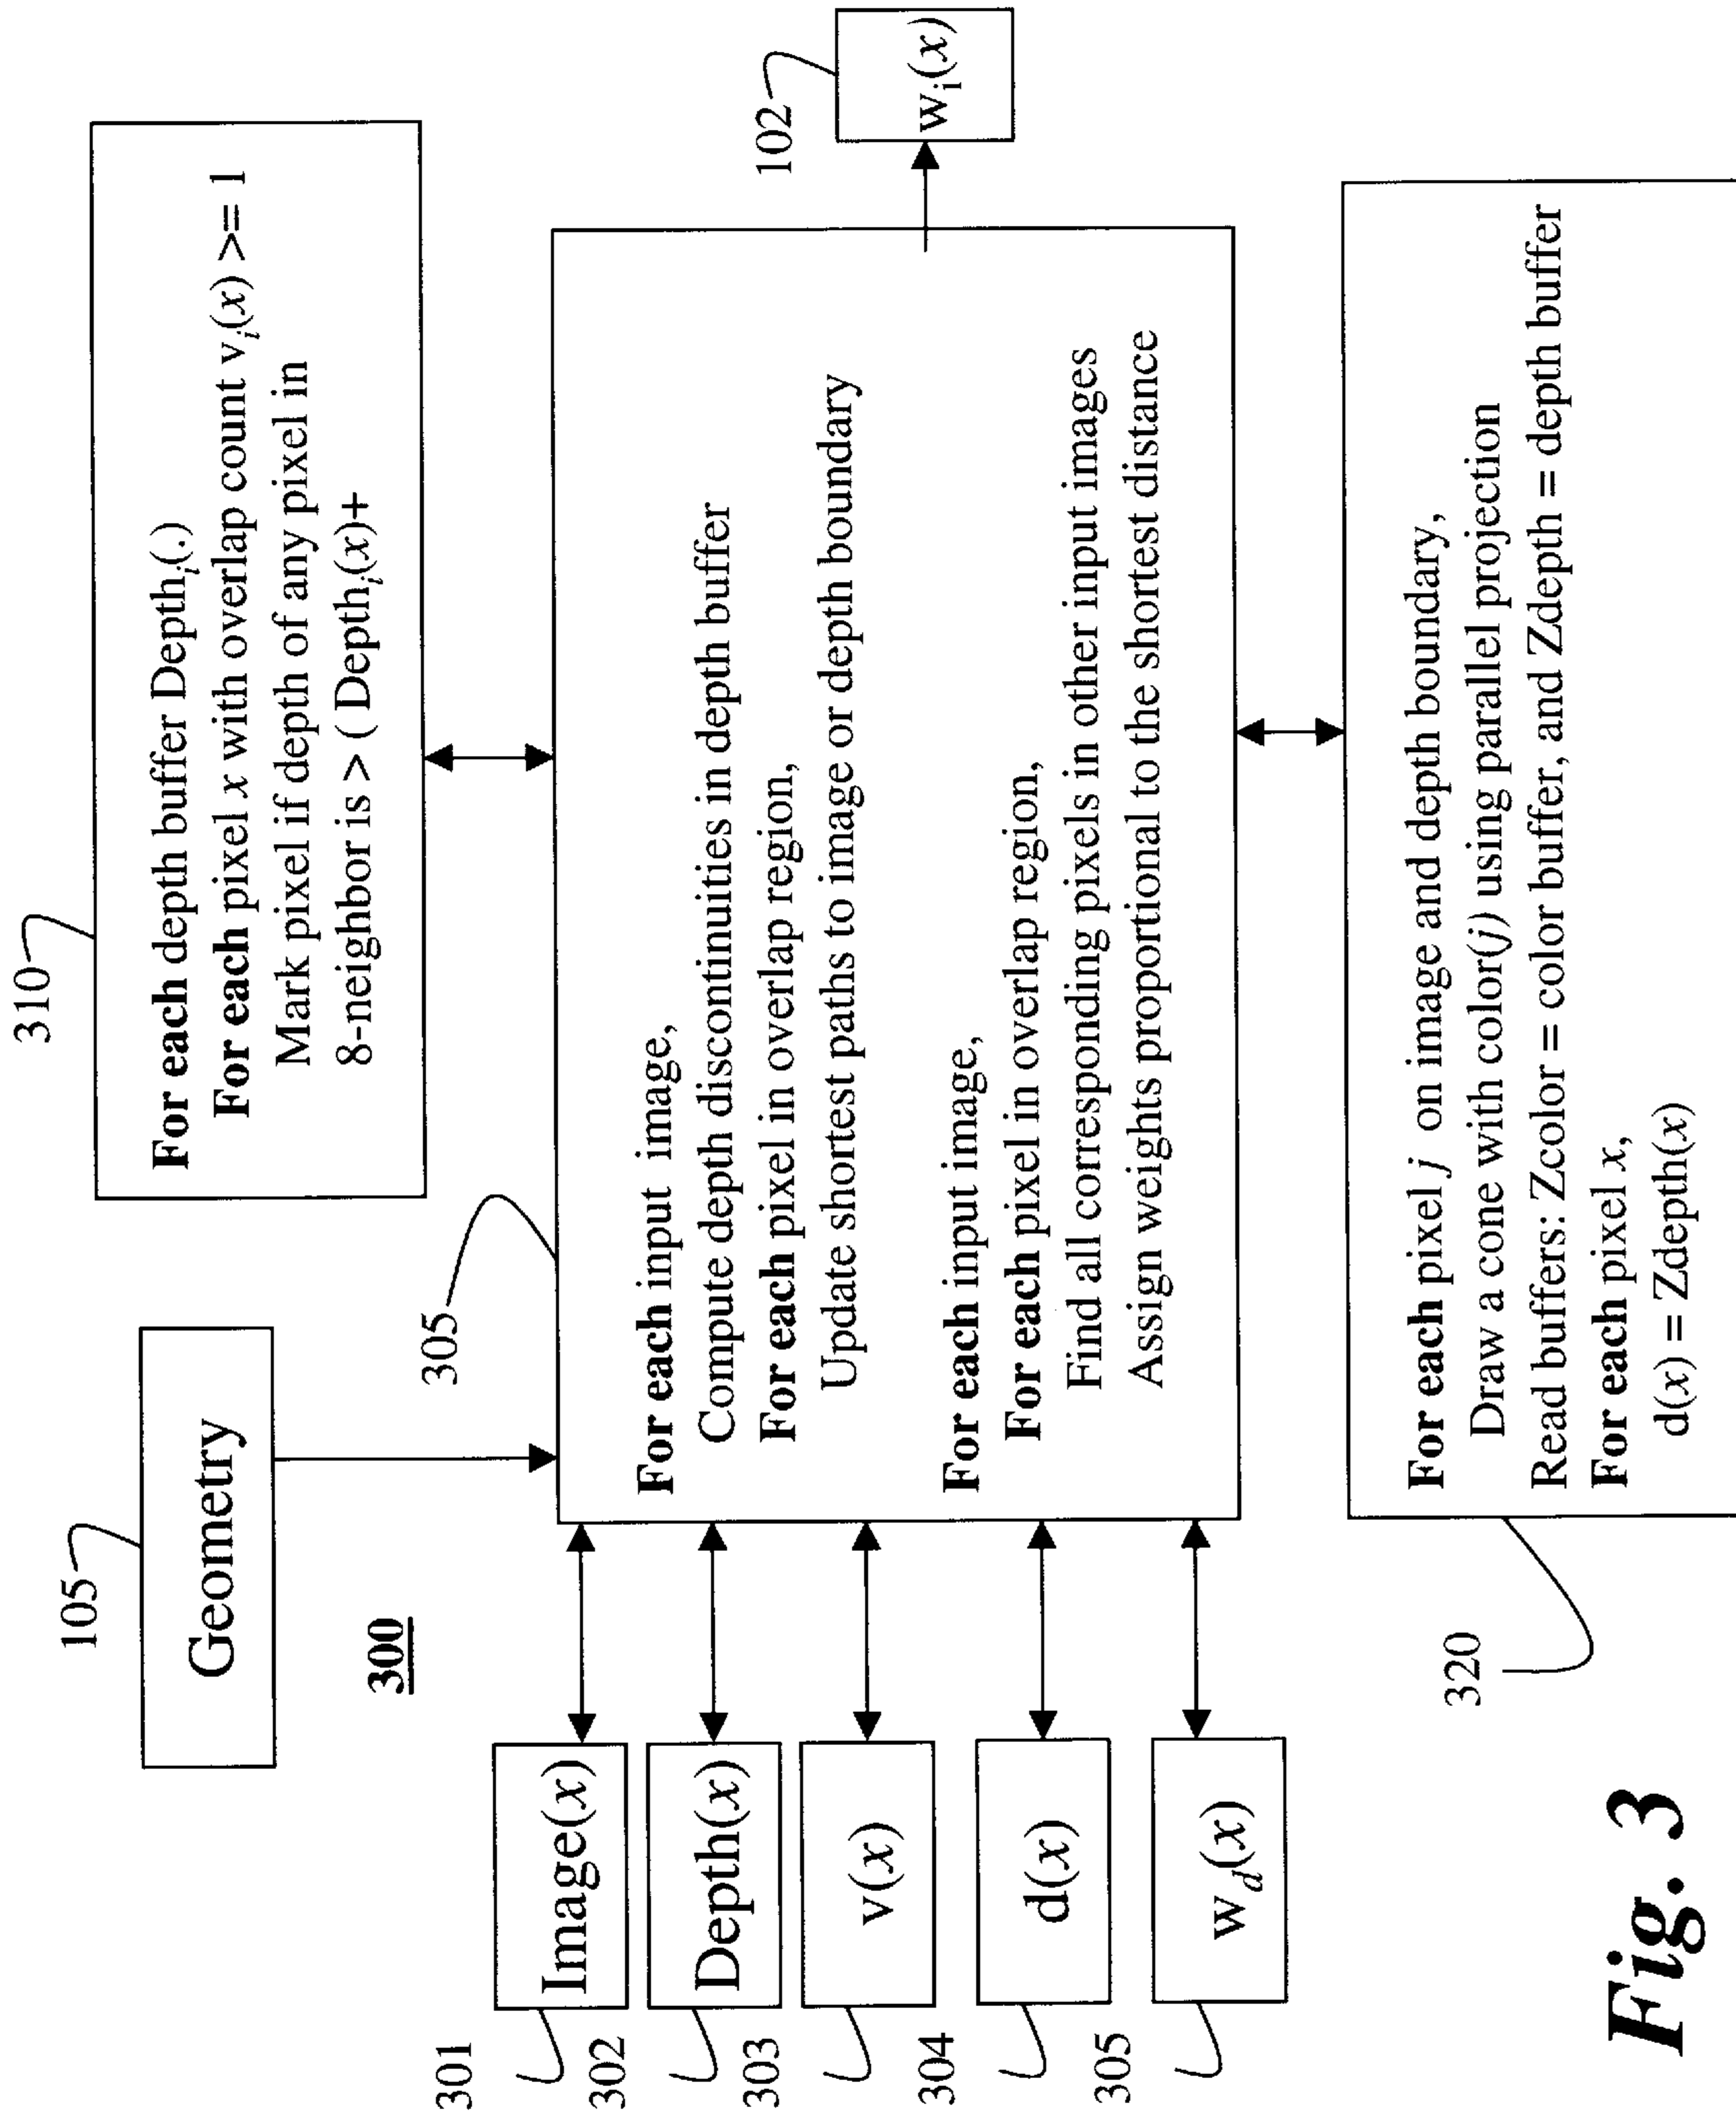 105
Geometry
300
310
For each depth buffer Depthi(.)
For each pixel x with overlap count vi(x) >= 1
Mark pixel if depth of any pixel in
8-neighbor is > ( Depthi(x)+
301
Image(x)
302
Depth(x)
303
v(x)
304
d(x)
305
wd(x)
305
For each input image,
Compute depth discontinuities in depth buffer
For each pixel in overlap region,
Update shortest paths to image or depth boundary
For each input image,
For each pixel in overlap region,
Find all corresponding pixels in other input images
Assign weights proportional to the shortest distance
102
wi(x)
320
For each pixel j on image and depth boundary,
Draw a cone with color(j) using parallel projection
Read buffers: Zcolor = color buffer, and Zdepth = depth buffer
For each pixel x,
d(x) = Zdepth(x)
Fig. 3